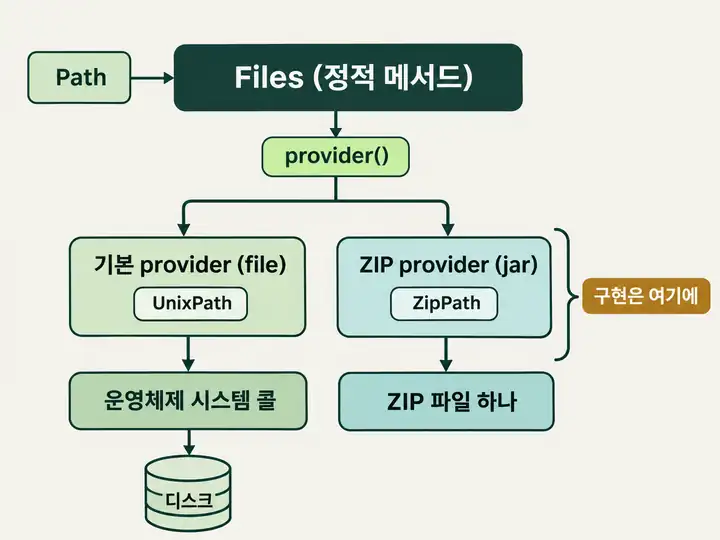 Path
Files (정적 메서드)
provider()
기본 provider (file)
UnixPath
ZIP provider (jar)
ZipPath
구현은 여기에
운영체제 시스템 콜
ZIP 파일 하나
디스크